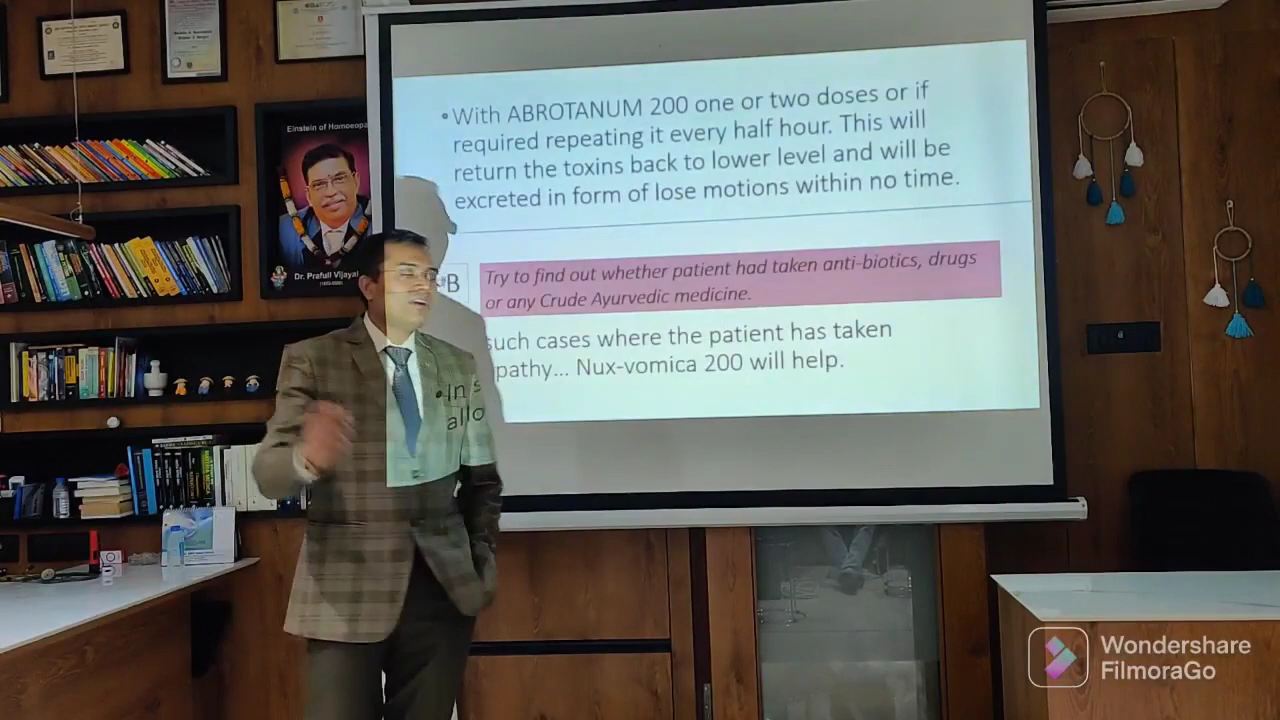 Einstein of Homoeopa
Dr. Prafull Vijayal
•With ABROTANUM 200 one or two doses or if
required repeating it every half hour. This will
return the toxins back to lower level and will be
excreted in form of lose motions within no time.
B
Try to find out whether patient had taken anti-biotics, drugs
or any Crude Ayurvedic medicine.
•In such cases where the patient has taken
allopathy... Nux-vomica 200 will help.
Wondershare
FilmoraGo